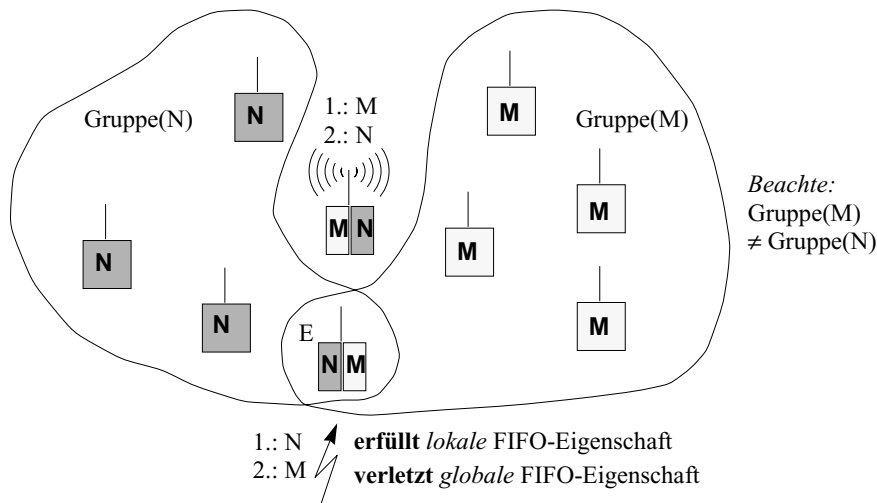 Gruppe(N)
N
1.: M
2.: N
M
Gruppe(M)
M N
M
M
Beachte:
Gruppe(M)
≠ Gruppe(N)
N
N
M
E
N M
1.: N
2.: M
erfüllt lokale FIFO-Eigenschaft
verletzt globale FIFO-Eigenschaft